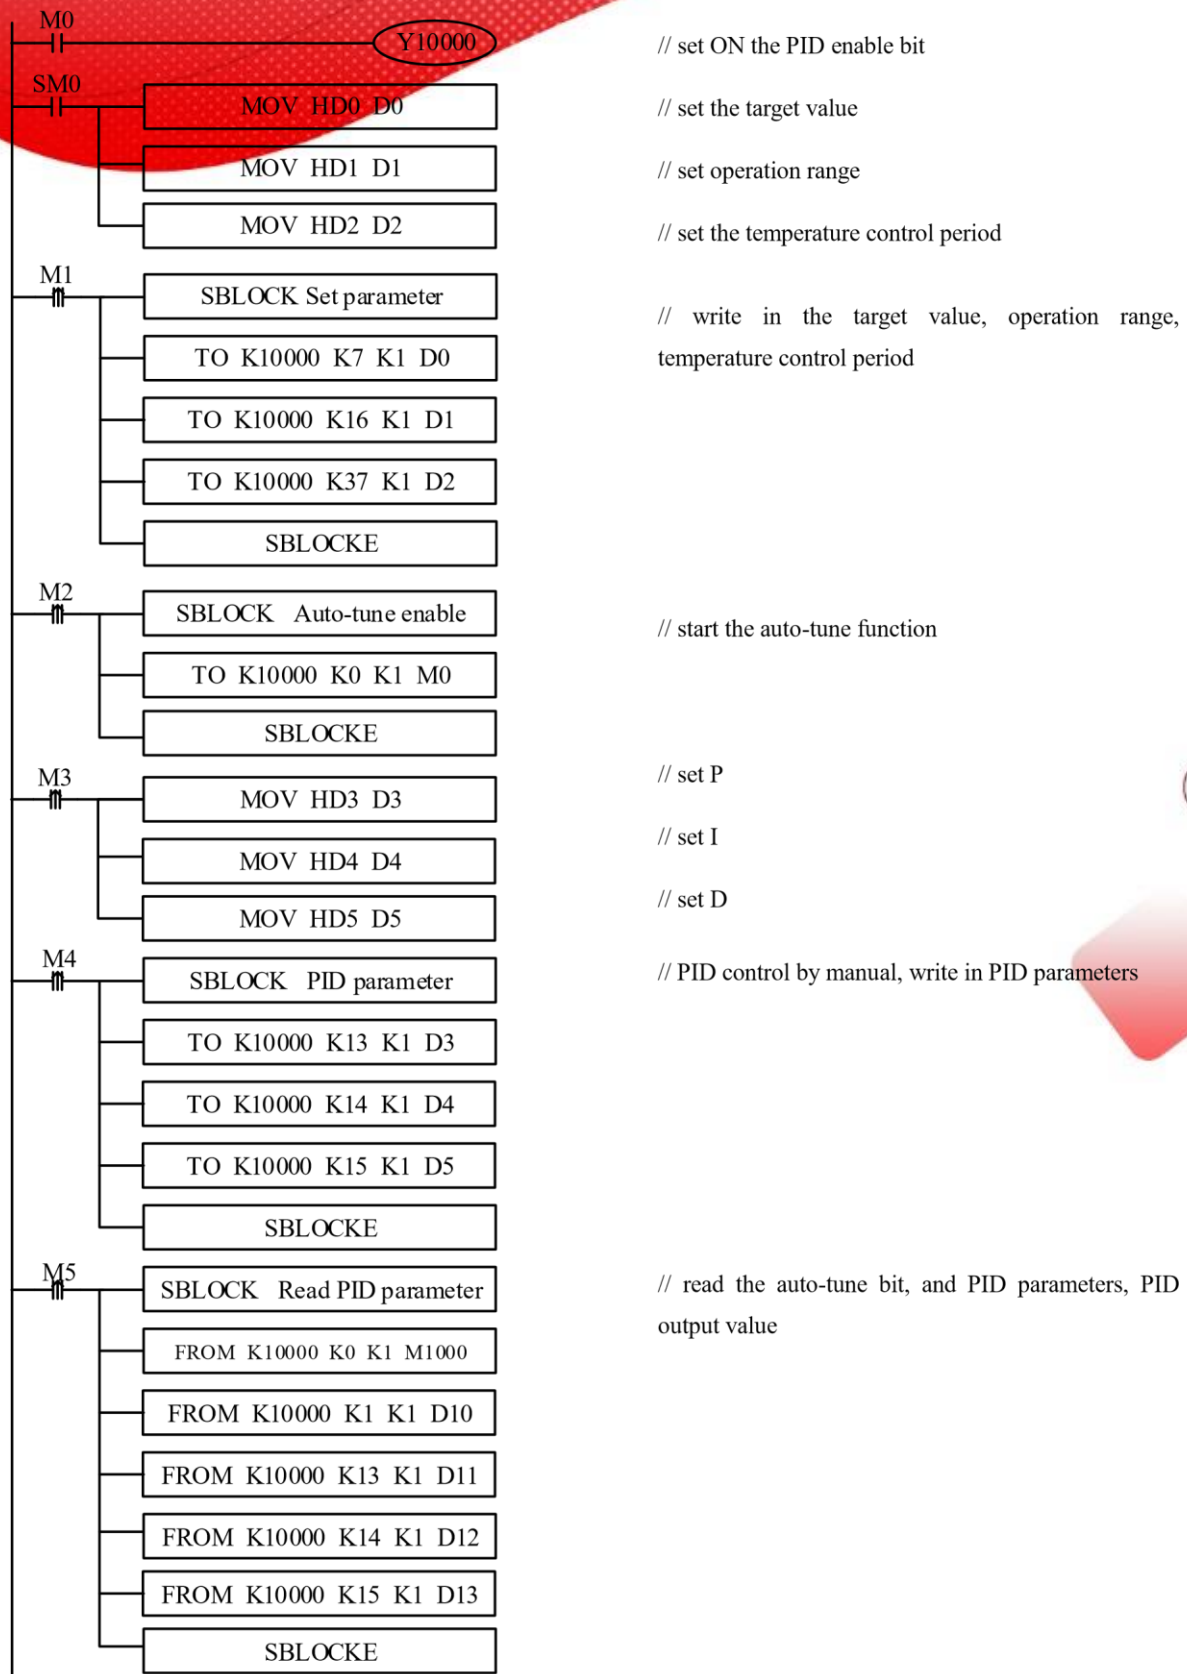 M0
Y10000
// set ON the PID enable bit
SM0
MOV HD0 D0
// set the target value
MOV HD1 D1
// set operation range
MOV HD2 D2
// set the temperature control period
M1
SBLOCK Set parameter
// write in the target value, operation range,
temperature control period
TO K10000 K7 K1 D0
TO K10000 K16 K1 D1
TO K10000 K37 K1 D2
SBLOCKE
M2
SBLOCK Auto-tune enable
// start the auto-tune function
TO K10000 K0 K1 M0
SBLOCKE
M3
// set P
MOV HD3 D3
// set I
MOV HD4 D4
// set D
MOV HD5 D5
M4
SBLOCK PID parameter
// PID control by manual, write in PID parameters
TO K10000 K13 K1 D3
TO K10000 K14 K1 D4
TO K10000 K15 K1 D5
SBLOCKE
M5
SBLOCK Read PID parameter
// read the auto-tune bit, and PID parameters, PID
output value
FROM K10000 K0 K1 M1000
FROM K10000 K1 K1 D10
FROM K10000 K13 K1 D11
FROM K10000 K14 K1 D12
FROM K10000 K15 K1 D13
SBLOCKE